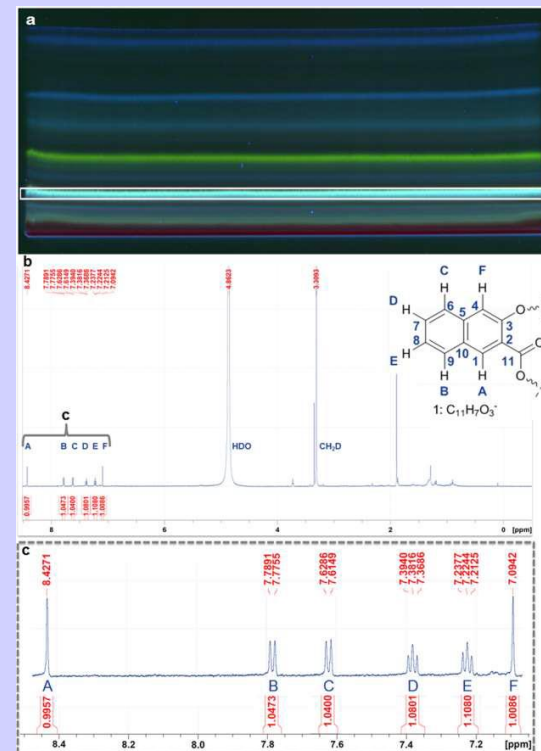 a
b
8.4271
7.7891
7.7755
7.6286
7.6149
7.3940
7.3816
7.3686
7.2377
7.2244
7.2125
7.0942
4.8623
3.3093
C F
H H
D H 6 4 O
5
7 3
8 2
10 O
H 9 1 11
E H H O
B A
1: C₁₁H₇O₃⁻
c
A B C D E F
HDO CH₂D
0.9957 1.0473 1.0400 1.0801 1.1080 1.0086
8 6 4 2 0 [ppm]
c
8.4271
7.7891
7.7755
7.6286
7.6149
7.3940
7.3816
7.3686
7.2377
7.2244
7.2125
7.0942
A B C D E F
0.9957 1.0473 1.0400 1.0801 1.1080 1.0086
8.4 8.2 8.0 7.8 7.6 7.4 7.2 [ppm]